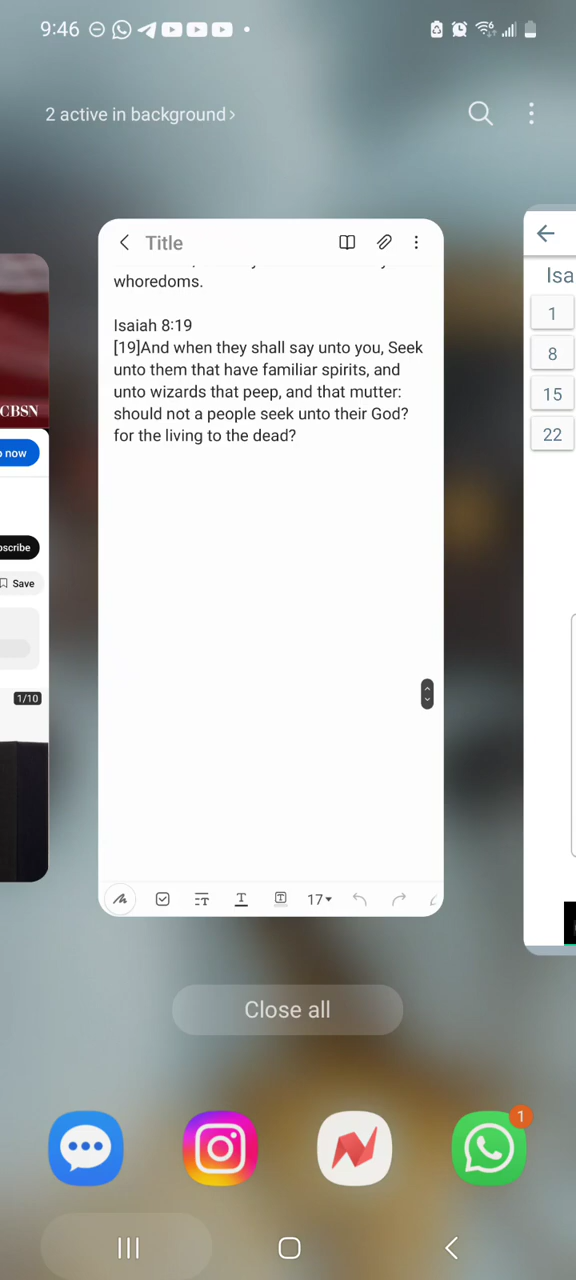 9:46
2 active in background >
Title
whoredoms.
Isaiah 8:19
[19]And when they shall say unto you, Seek
unto them that have familiar spirits, and
unto wizards that peep, and that mutter:
should not a people seek unto their God?
for the living to the dead?
17
CBSN
now
Save
1/10
Isa
1
8
15
22
Close all
1